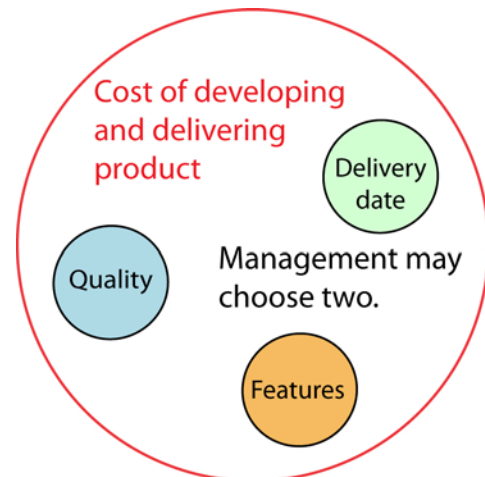 Cost of developing
and delivering
product
Delivery
date
Quality
Management may
choose two.
Features